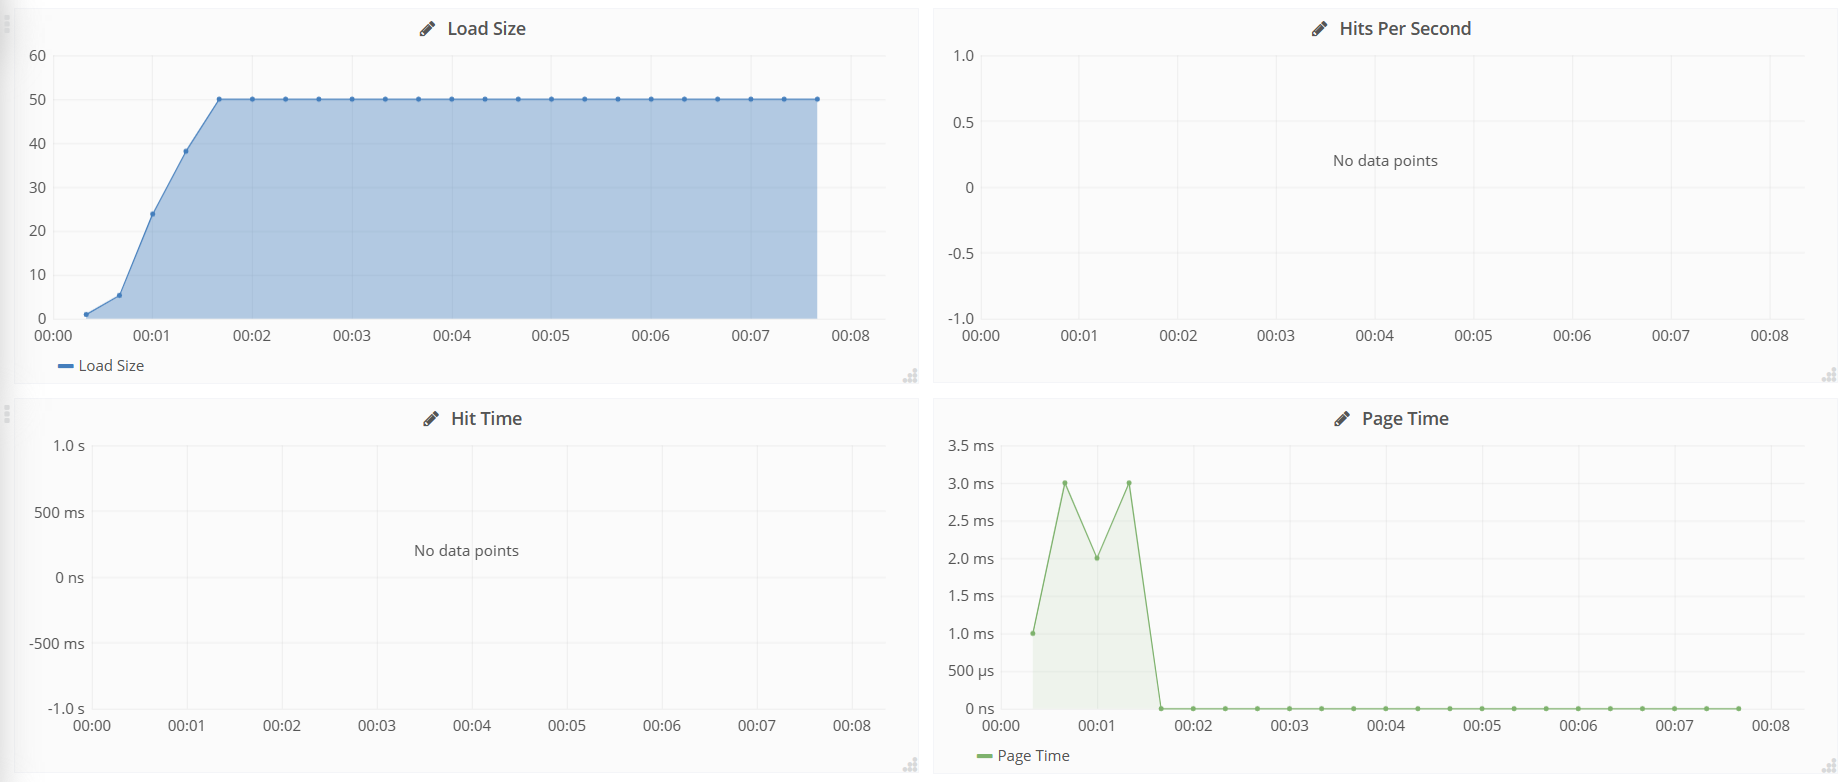 Load Size
60
50
40
30
20
10
0
00:00 00:01 00:02 00:03 00:04 00:05 00:06 00:07 00:08
Load Size
Hits Per Second
1.0
0.5
No data points
0
-0.5
-1.0
00:00 00:01 00:02 00:03 00:04 00:05 00:06 00:07 00:08
Hit Time
1.0 s
500 ms
No data points
0 ns
-500 ms
-1.0 s
00:00 00:01 00:02 00:03 00:04 00:05 00:06 00:07 00:08
Page Time
3.5 ms
3.0 ms
2.5 ms
2.0 ms
1.5 ms
1.0 ms
500 µs
0 ns
00:00 00:01 00:02 00:03 00:04 00:05 00:06 00:07 00:08
Page Time